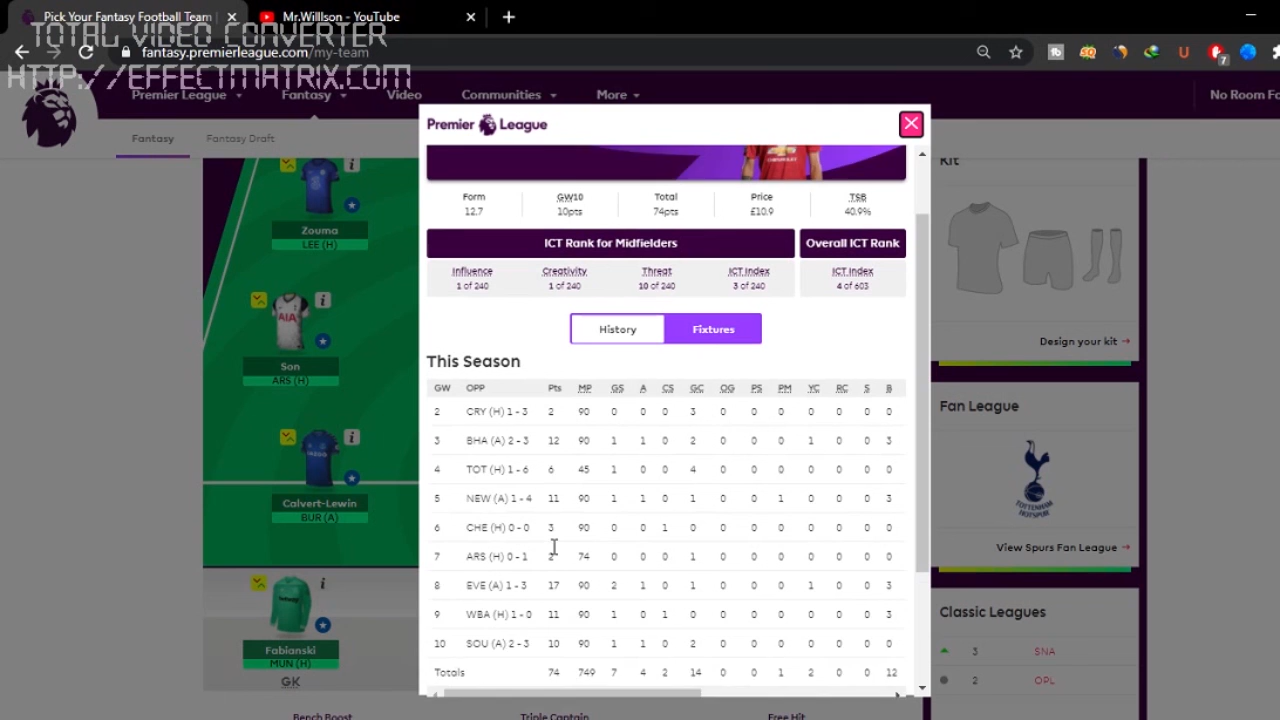 Pick Your Fantasy Football Team
Mr.Willson - YouTube
TOTAL VIDEO CONVERTER
fantasy.premierleague.com/my-team
HTTP://EFFECTMATRIX.COM
7
Premier League
Fantasy
Video
Communities
More
No Room Fo
Fantasy
Fantasy Draft
Premier League
Form
GW10
Total
Price
TSB
12.7
10pts
74pts
£10.9
40.9%
ICT Rank for Midfielders
Overall ICT Rank
Influence
Creativity
Threat
ICT Index
ICT Index
1 of 240
1 of 240
10 of 240
3 of 240
4 of 603
History
Fixtures
This Season
GW OPP Pts MP GS A CS GC OG PS PM YC RC S B
2 CRY (H) 1 - 3 2 90 0 0 0 3 0 0 0 0 0 0 0
3 BHA (A) 2 - 3 12 90 1 1 0 2 0 0 0 1 0 0 3
4 TOT (H) 1 - 6 6 45 1 0 0 4 0 0 0 0 0 0 0
5 NEW (A) 1 - 4 11 90 1 1 0 1 0 0 1 0 0 0 3
6 CHE (H) 0 - 0 3 90 0 0 1 0 0 0 0 0 0 0 0
7 ARS (H) 0 - 1 2 74 0 0 0 1 0 0 0 0 0 0 0
8 EVE (A) 1 - 3 17 90 2 1 0 1 0 0 0 1 0 0 3
9 WBA (H) 1 - 0 11 90 1 0 1 0 0 0 0 0 0 0 3
10 SOU (A) 2 - 3 10 90 1 1 0 2 0 0 0 0 0 0 0
Totals 74 749 7 4 2 14 0 0 1 2 0 0 12
Zouma
LEE (H)
AIA
Son
ARS (H)
CAZOO
Calvert-Lewin
BUR (A)
betway
Fabianski
MUN (H)
GK
Kit
Design your kit
Fan League
TOTTENHAM
HOTSPUR
View Spurs Fan League
Classic Leagues
3 SNA
2 OPL
Bench Boost
Triple Captain
Free Hit